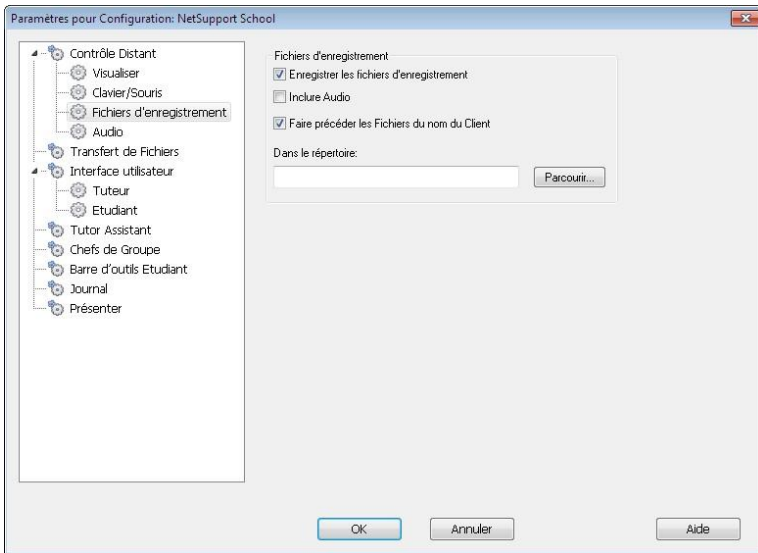 Paramètres pour Configuration: NetSupport School
Contrôle Distant
Visualiser
Clavier/Souris
Fichiers d'enregistrement
Audio
Transfert de Fichiers
Interface utilisateur
Tuteur
Etudiant
Tutor Assistant
Chefs de Groupe
Barre d'outils Etudiant
Journal
Présenter
Fichiers d'enregistrement
Enregistrer les fichiers d'enregistrement
Inclure Audio
Faire précéder les Fichiers du nom du Client
Dans le répertoire:
Parcourir...
OK
Annuler
Aide